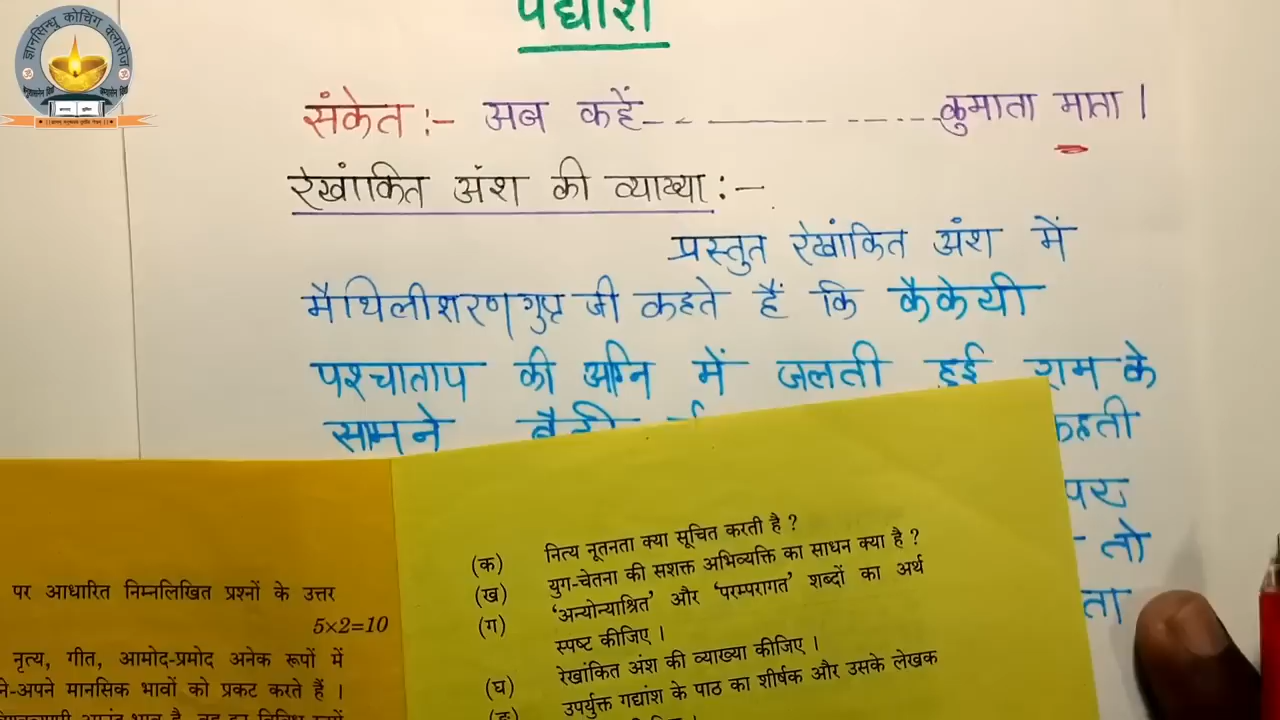 ज्ञानसिन्धु कोचिंग क्लासेज
पद्यांश
संकेत :- अब कहें- - — — — - - - - कुमाता माता ।
रेखांकित अंश की व्याख्या :-
प्रस्तुत रेखांकित अंश में
मैथिलीशरण गुप्त जी कहते हैं कि कैकेयी
पश्चाताप की अग्नि में जलती हुई राम के
सामने बैठी कहती
पर
- तो
ता
पर आधारित निम्नलिखित प्रश्नों के उत्तर
5×2=10
नृत्य, गीत, आमोद-प्रमोद अनेक रूपों में
ने-अपने मानसिक भावों को प्रकट करते हैं ।
(क) नित्य नूतनता क्या सूचित करती है ?
(ख) युग-चेतना की सशक्त अभिव्यक्ति का साधन क्या है ?
(ग) 'अन्योन्याश्रित' और 'परम्परागत' शब्दों का अर्थ
स्पष्ट कीजिए ।
(घ) रेखांकित अंश की व्याख्या कीजिए ।
(ङ) उपर्युक्त गद्यांश के पाठ का शीर्षक और उसके लेखक